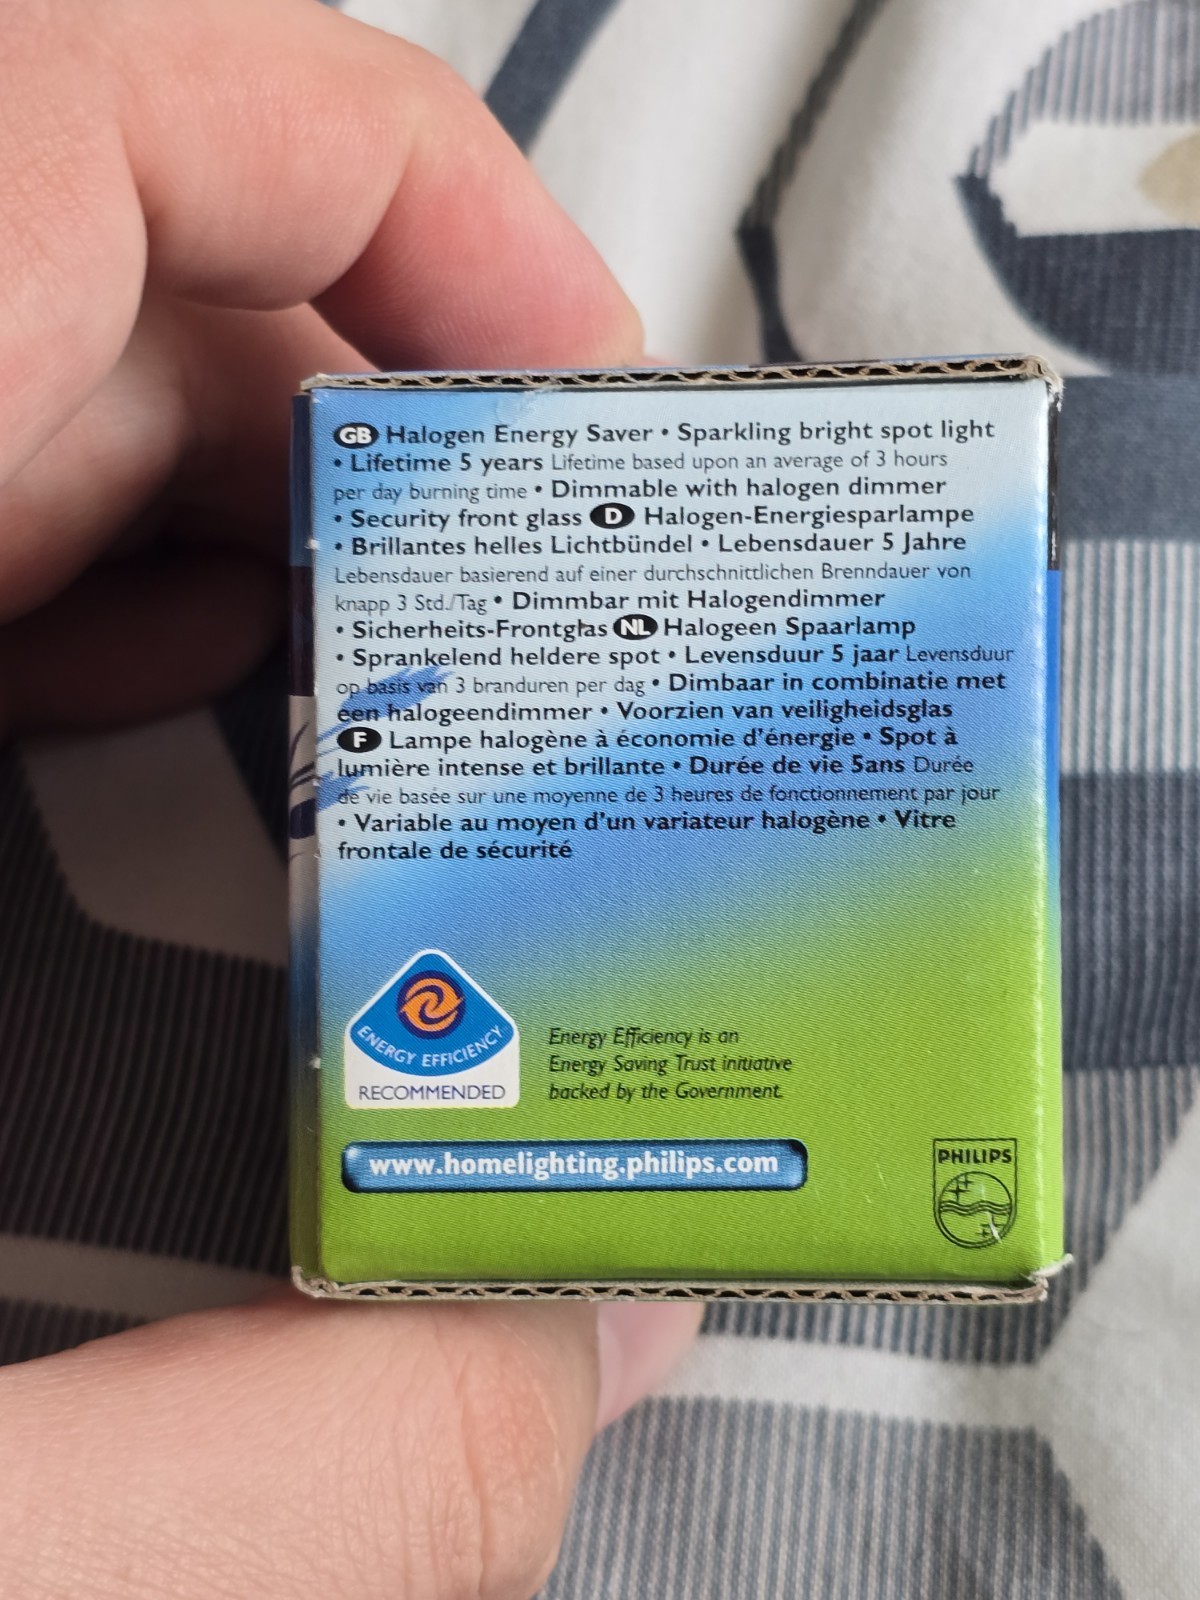 GB Halogen Energy Saver • Sparkling bright spot light
• Lifetime 5 years Lifetime based upon an average of 3 hours
per day burning time • Dimmable with halogen dimmer
• Security front glass D Halogen-Energiesparlampe
• Brillantes helles Lichtbündel • Lebensdauer 5 Jahre
Lebensdauer basierend auf einer durchschnittlichen Brenndauer von
knapp 3 Std./Tag • Dimmbar mit Halogendimmer
• Sicherheits-Frontglas NL Halogeen Spaarlamp
• Sprankelend heldere spot • Levensduur 5 jaar Levensduur
op basis van 3 branduren per dag • Dimbaar in combinatie met
een halogeendimmer • Voorzien van veiligheidsglas
F Lampe halogène à économie d'énergie • Spot à
lumière intense et brillante • Durée de vie 5ans Durée
de vie basée sur une moyenne de 3 heures de fonctionnement par jour
• Variable au moyen d'un variateur halogène • Vitre
frontale de sécurité
ENERGY EFFICIENCY
RECOMMENDED
Energy Efficiency is an
Energy Saving Trust initiative
backed by the Government.
www.homelighting.philips.com
PHILIPS